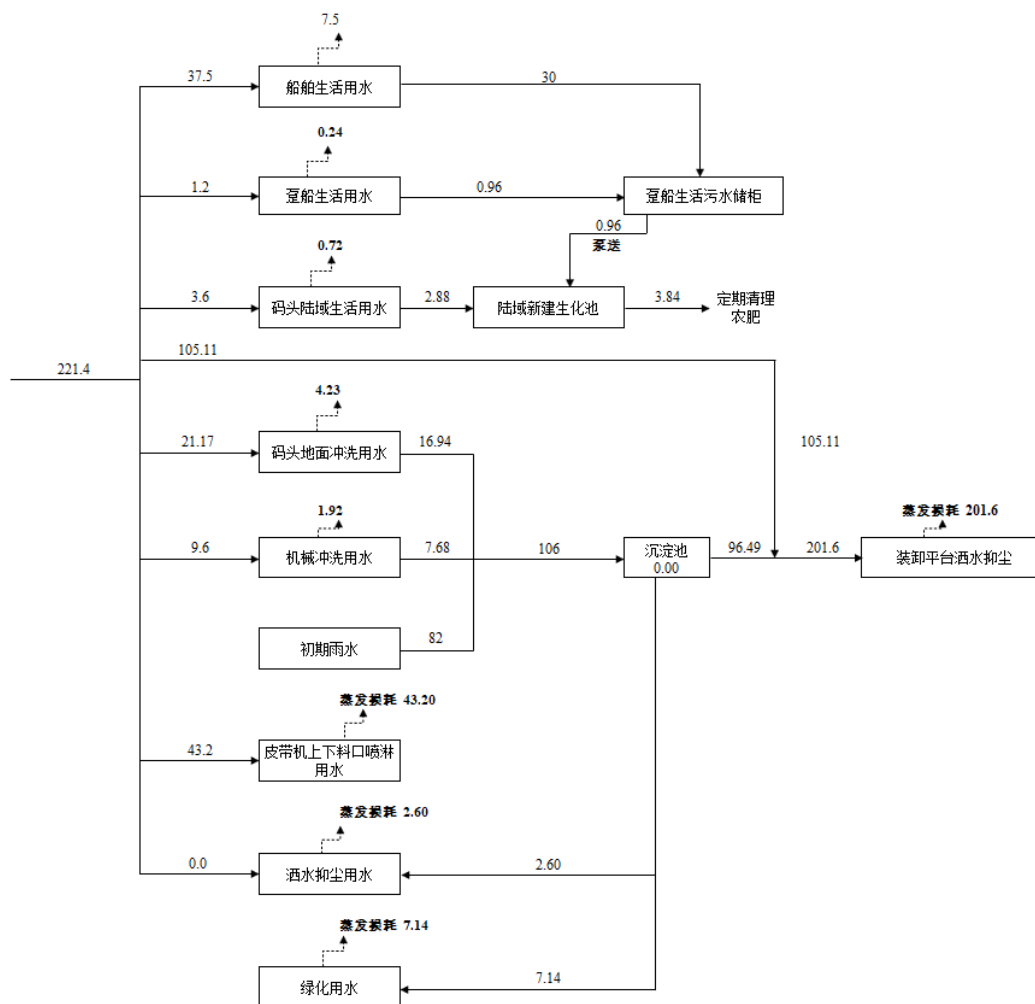 7.5
37.5
船舶生活用水
30
0.24
1.2
趸船生活用水
0.96
趸船生活污水储柜
0.96
泵送
0.72
3.6
码头陆域生活用水
2.88
陆域新建生化池
3.84
定期清理
农肥
105.11
221.4
4.23
21.17
码头地面冲洗用水
16.94
105.11
1.92
蒸发损耗 201.6
9.6
机械冲洗用水
7.68
106
沉淀池
0.00
96.49
201.6
装卸平台洒水抑尘
初期雨水
82
蒸发损耗 43.20
43.2
皮带机上下料口喷淋
用水
蒸发损耗 2.60
0.0
洒水抑尘用水
2.60
蒸发损耗 7.14
绿化用水
7.14